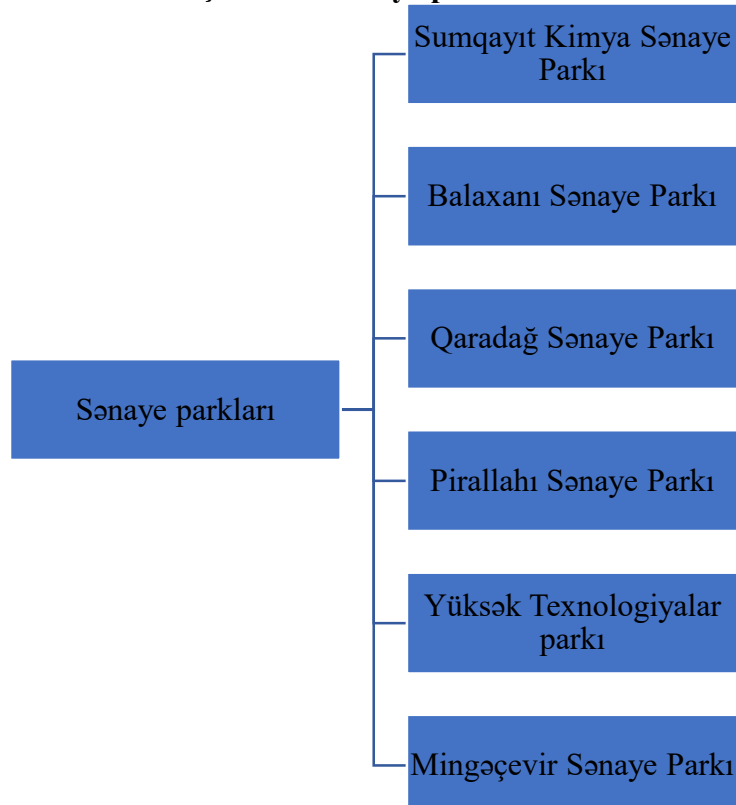 Sumqayıt Kimya Sənaye
Parkı
Balaxanı Sənaye Parkı
Qaradağ Sənaye Parkı
Sənaye parkları
Pirallahı Sənaye Parkı
Yüksək Texnologiyalar
parkı
Mingəçevir Sənaye Parkı